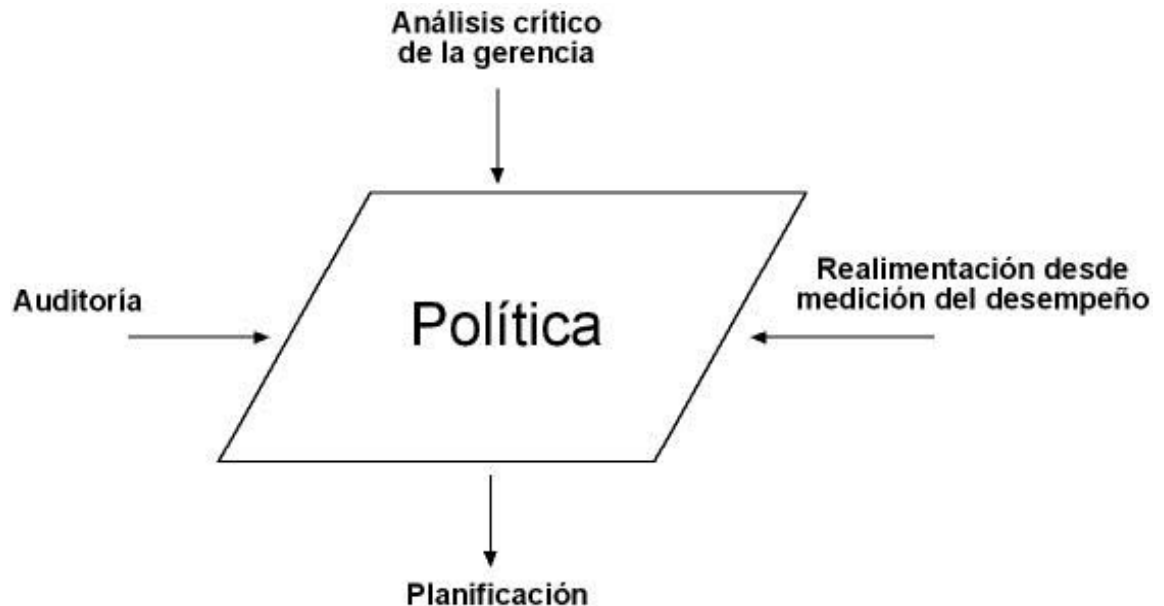 Análisis crítico
de la gerencia
Auditoría
Política
Realimentación desde
medición del desempeño
Planificación